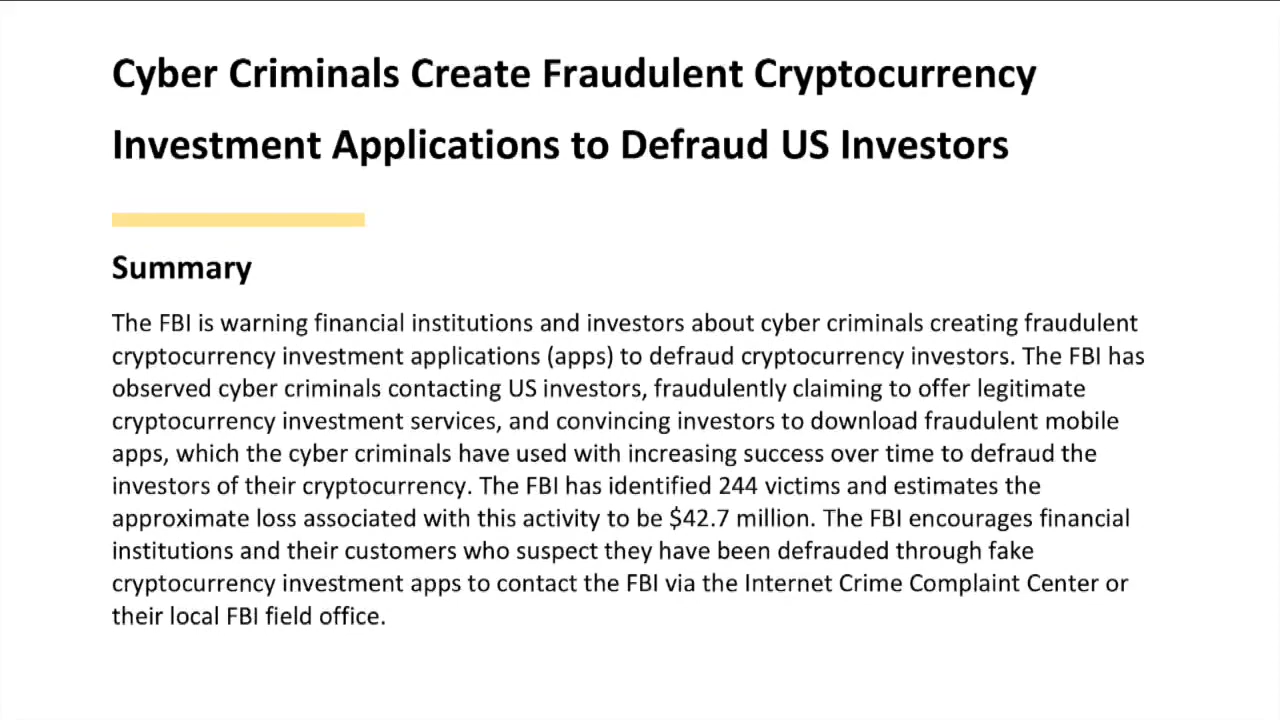 Cyber Criminals Create Fraudulent Cryptocurrency
Investment Applications to Defraud US Investors
Summary
The FBI is warning financial institutions and investors about cyber criminals creating fraudulent
cryptocurrency investment applications (apps) to defraud cryptocurrency investors. The FBI has
observed cyber criminals contacting US investors, fraudulently claiming to offer legitimate
cryptocurrency investment services, and convincing investors to download fraudulent mobile
apps, which the cyber criminals have used with increasing success over time to defraud the
investors of their cryptocurrency. The FBI has identified 244 victims and estimates the
approximate loss associated with this activity to be $42.7 million. The FBI encourages financial
institutions and their customers who suspect they have been defrauded through fake
cryptocurrency investment apps to contact the FBI via the Internet Crime Complaint Center or
their local FBI field office.